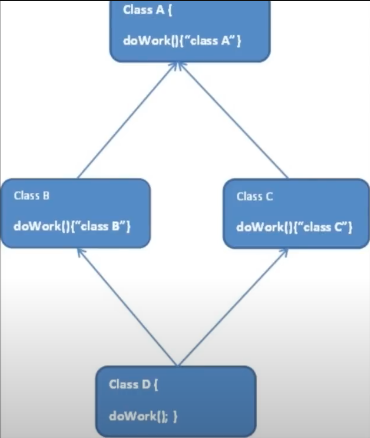 Class A {
doWork(){"class A"}
Class B
doWork(){"class B"}
Class C
doWork(){"class C"}
Class D {
doWork(); }